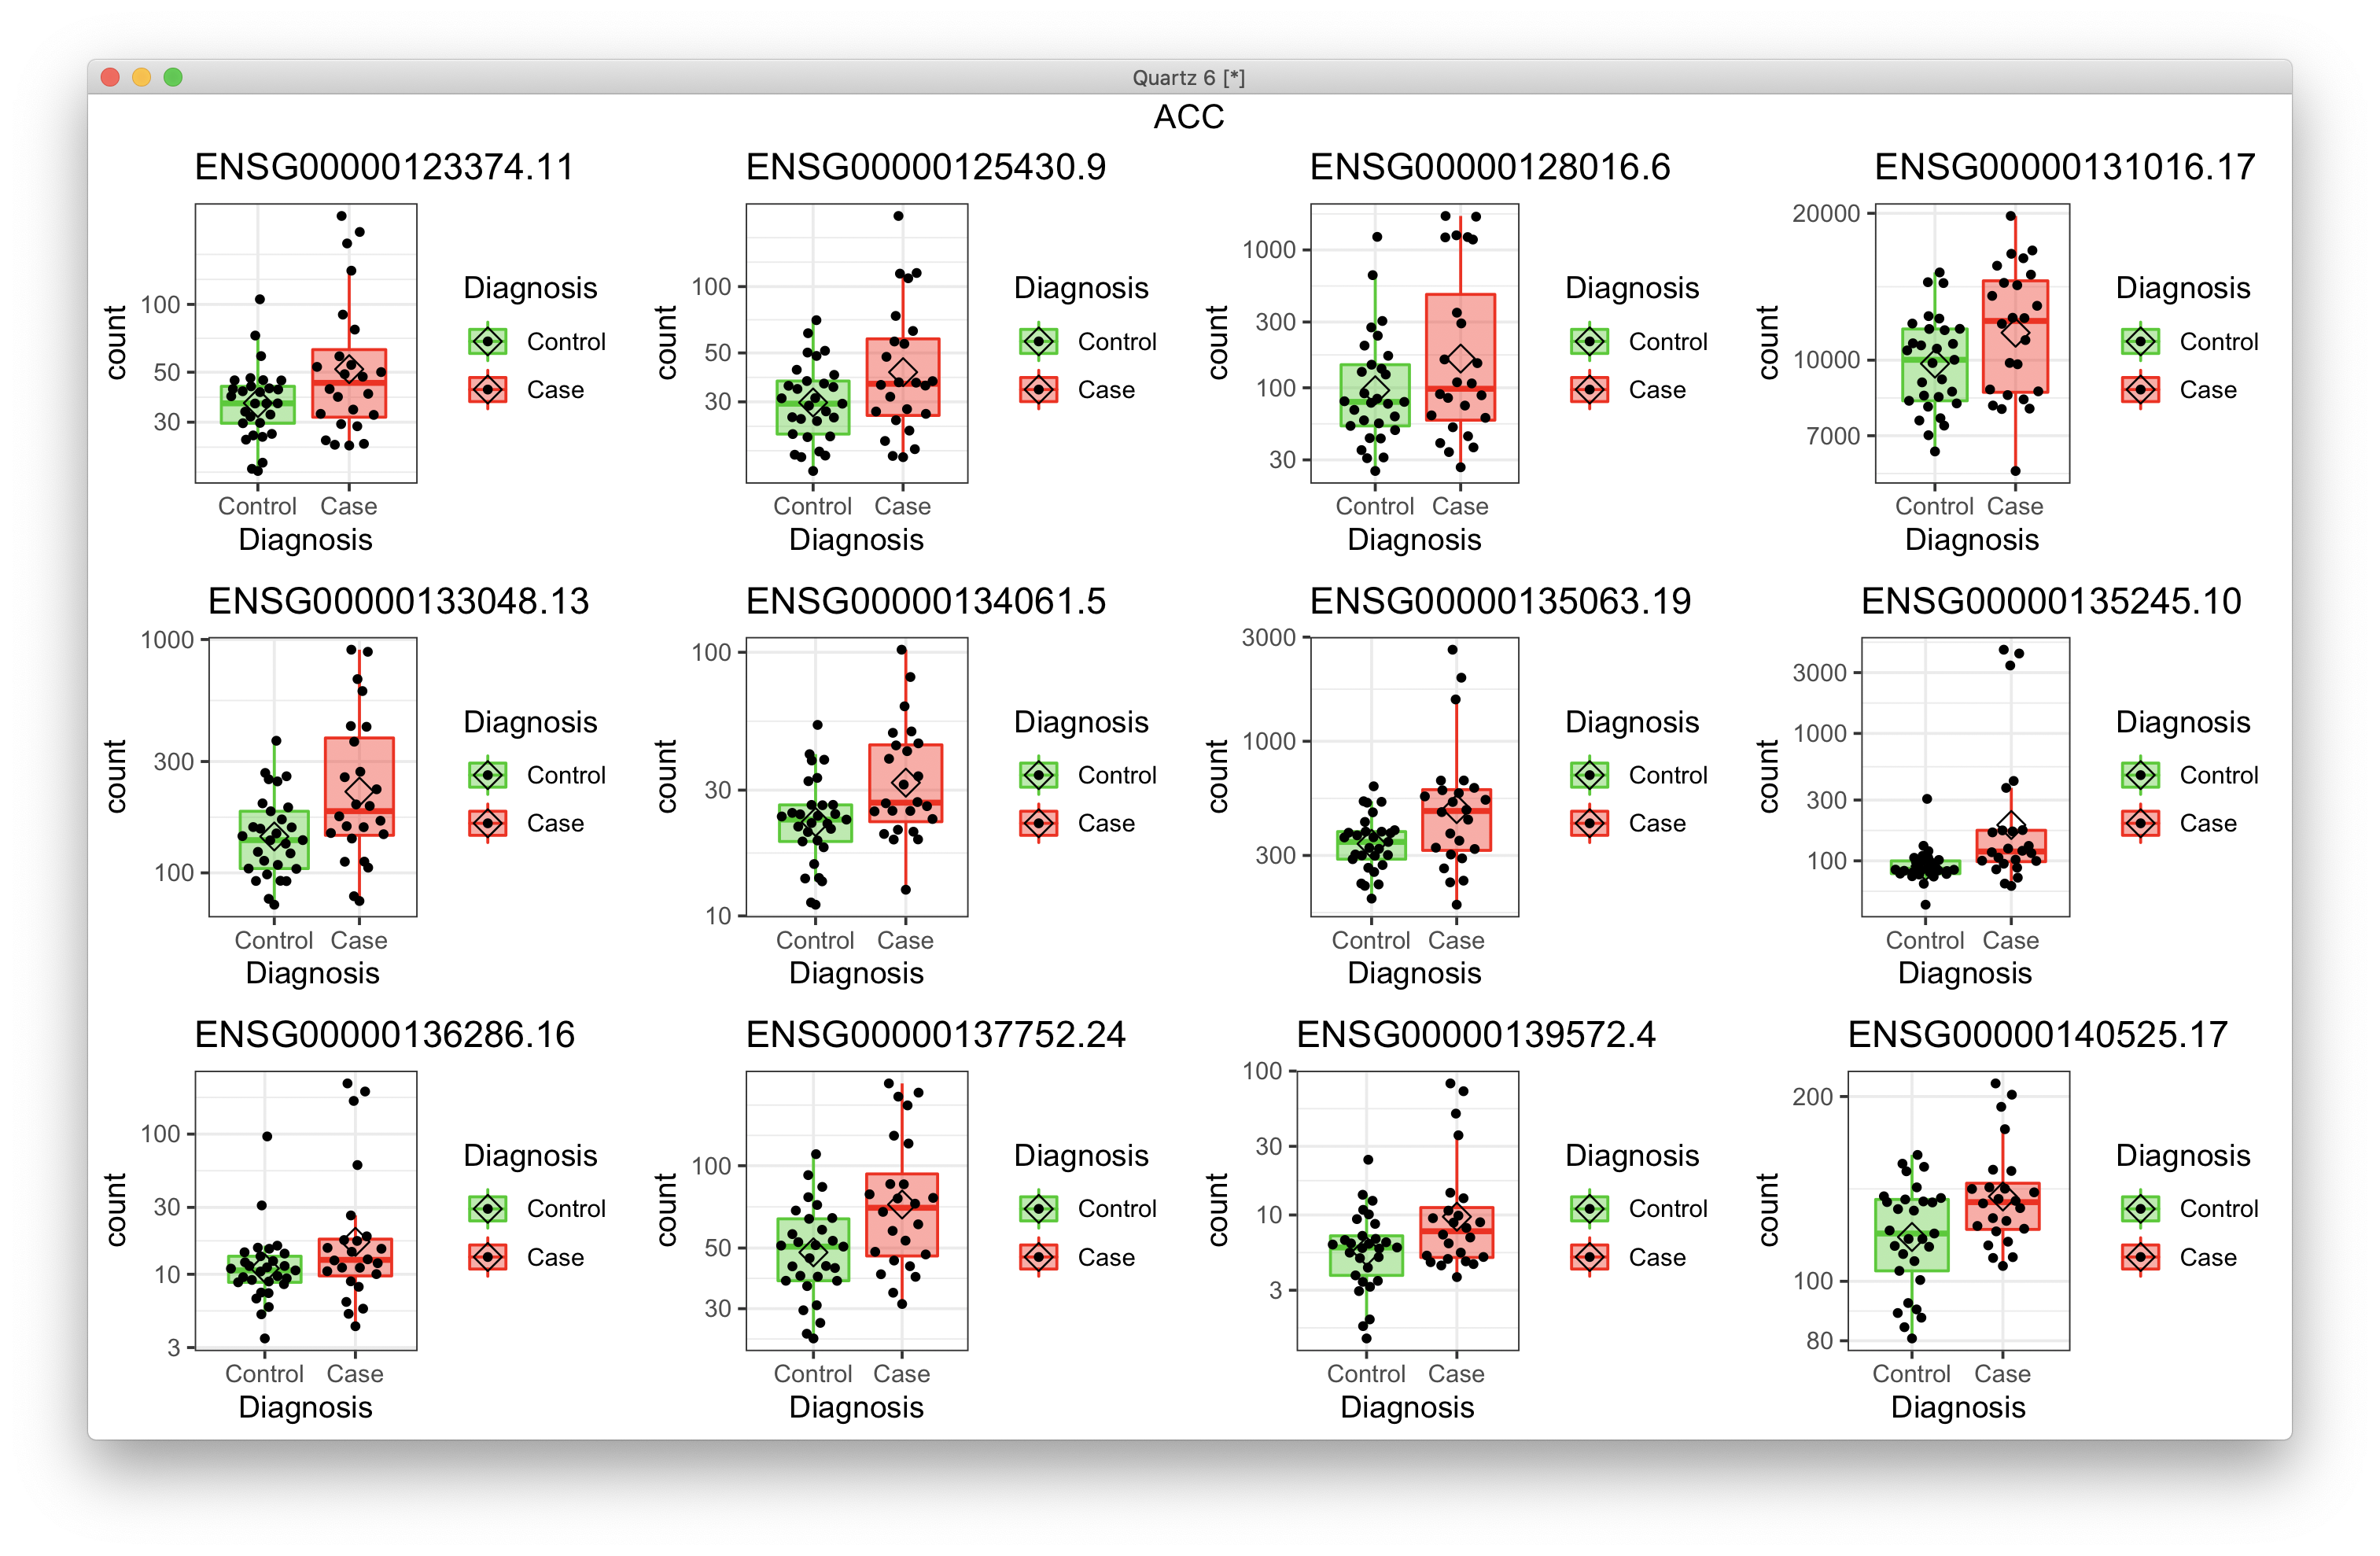 Quartz 6 [*]
ACC
ENSG00000123374.11
count
100
50
30
Control Case
Diagnosis
Diagnosis
Control
Case
ENSG00000125430.9
count
100
50
30
Control Case
Diagnosis
Diagnosis
Control
Case
ENSG00000128016.6
count
1000
300
100
30
Control Case
Diagnosis
Diagnosis
Control
Case
ENSG00000131016.17
count
20000
10000
7000
Control Case
Diagnosis
Diagnosis
Control
Case
ENSG00000133048.13
count
1000
300
100
Control Case
Diagnosis
Diagnosis
Control
Case
ENSG00000134061.5
count
100
30
10
Control Case
Diagnosis
Diagnosis
Control
Case
ENSG00000135063.19
count
3000
1000
300
Control Case
Diagnosis
Diagnosis
Control
Case
ENSG00000135245.10
count
3000
1000
300
100
Control Case
Diagnosis
Diagnosis
Control
Case
ENSG00000136286.16
count
100
30
10
3
Control Case
Diagnosis
Diagnosis
Control
Case
ENSG00000137752.24
count
100
50
30
Control Case
Diagnosis
Diagnosis
Control
Case
ENSG00000139572.4
count
100
30
10
3
Control Case
Diagnosis
Diagnosis
Control
Case
ENSG00000140525.17
count
200
100
80
Control Case
Diagnosis
Diagnosis
Control
Case